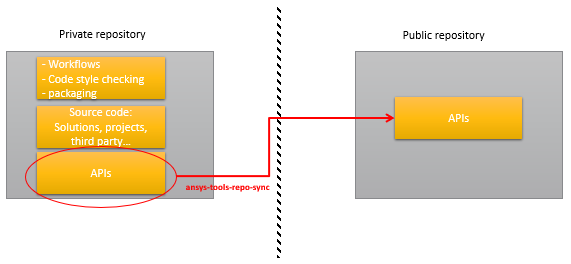 Private repository
- Workflows
- Code style checking
- packaging
Source code:
Solutions, projects,
third party...
APIs
ansys-tools-repo-sync
Public repository
APIs